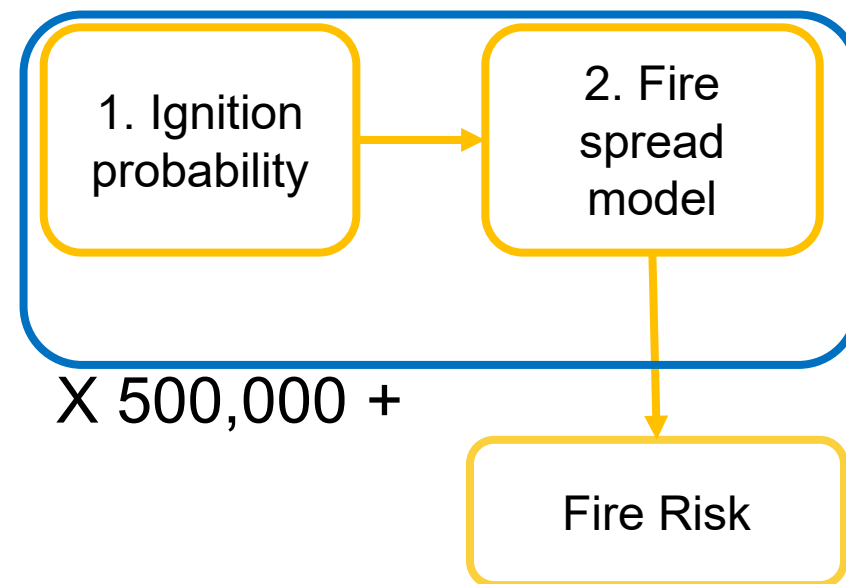 1. Ignition
probability
2. Fire
spread
model
X 500,000 +
Fire Risk